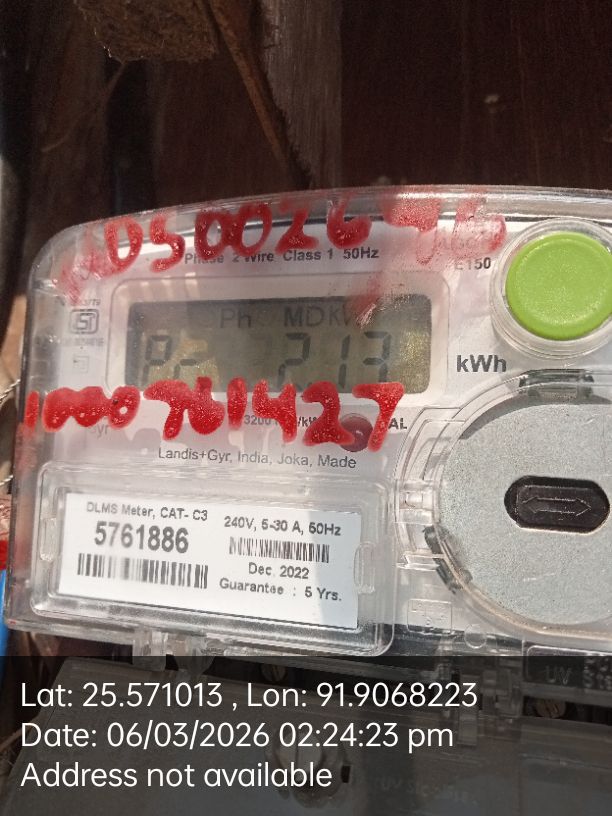 Phase 2 Wire Class 1 50Hz
E150
Ph MD
213
kWh
1000761427
Landis+Gyr, India, Joka, Made
DLMS Meter, CAT- C3
5761886
240V, 5-30 A, 50Hz
Dec. 2022
Guarantee : 5 Yrs.
Lat: 25.571013 , Lon: 91.9068223
Date: 06/03/2026 02:24:23 pm
Address not available